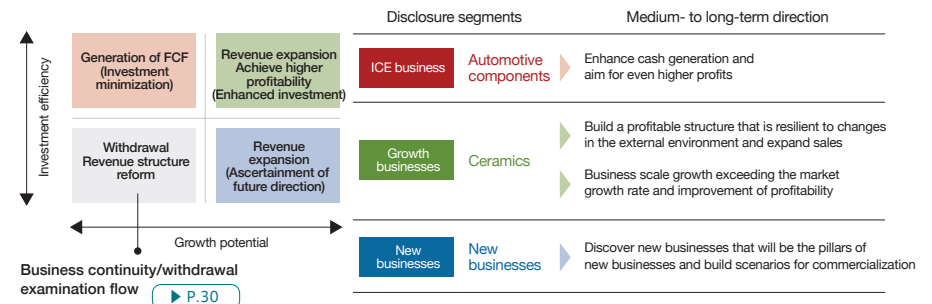 Disclosure segments
Medium- to long-term direction
Investment efficiency
Generation of FCF
(Investment
minimization)
Revenue expansion
Achieve higher
profitability
(Enhanced investment)
Withdrawal
Revenue structure
reform
Revenue
expansion
(Ascertainment of
future direction)
Growth potential
Business continuity/withdrawal
examination flow
▶ P.30
ICE business
Automotive
components
Enhance cash generation and
aim for even higher profits
Growth
businesses
Ceramics
Build a profitable structure that is resilient to changes
in the external environment and expand sales
Business scale growth exceeding the market
growth rate and improvement of profitability
New
businesses
New
businesses
Discover new businesses that will be the pillars of
new businesses and build scenarios for commercialization